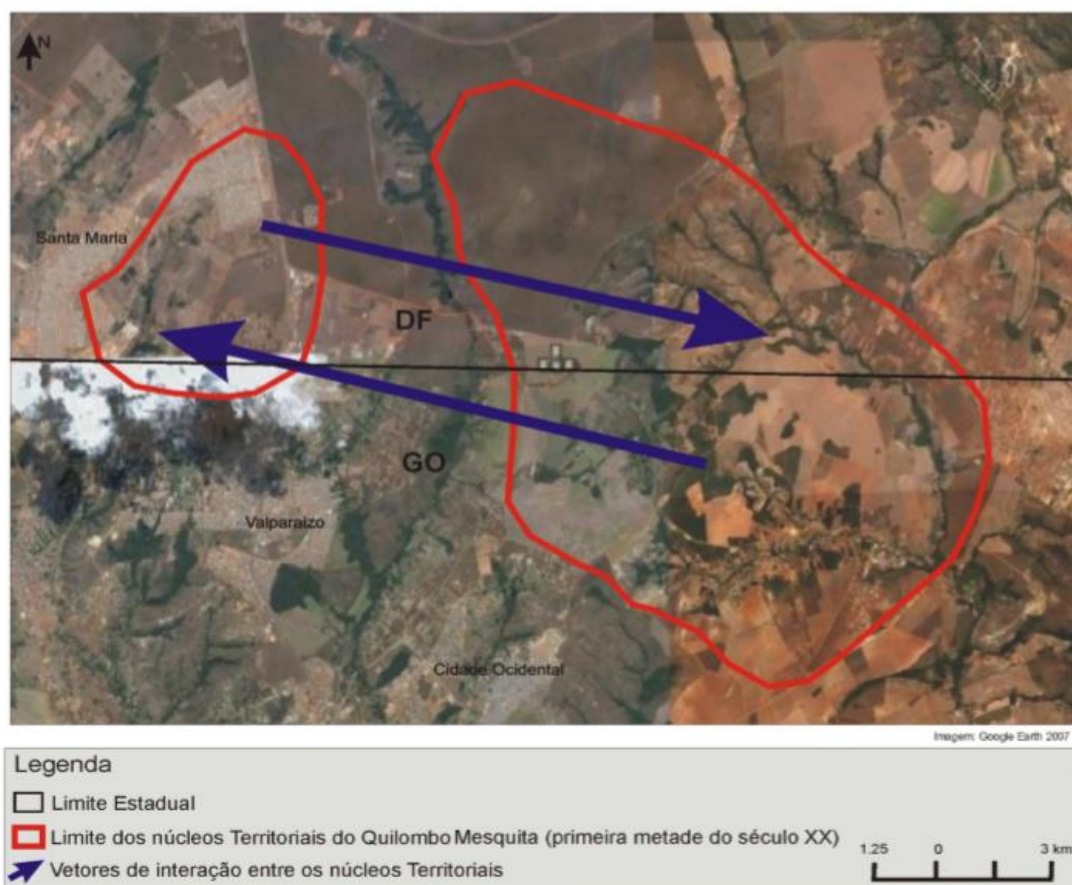 N
Santa Maria
DF
GO
Valparaizo
Cidade Ocidental
Imagem: Google Earth 2007
Legenda
Limite Estadual
Limite dos núcleos Territoriais do Quilombo Mesquita (primeira metade do século XX)
Vetores de interação entre os núcleos Territoriais
1.25 0 3 km